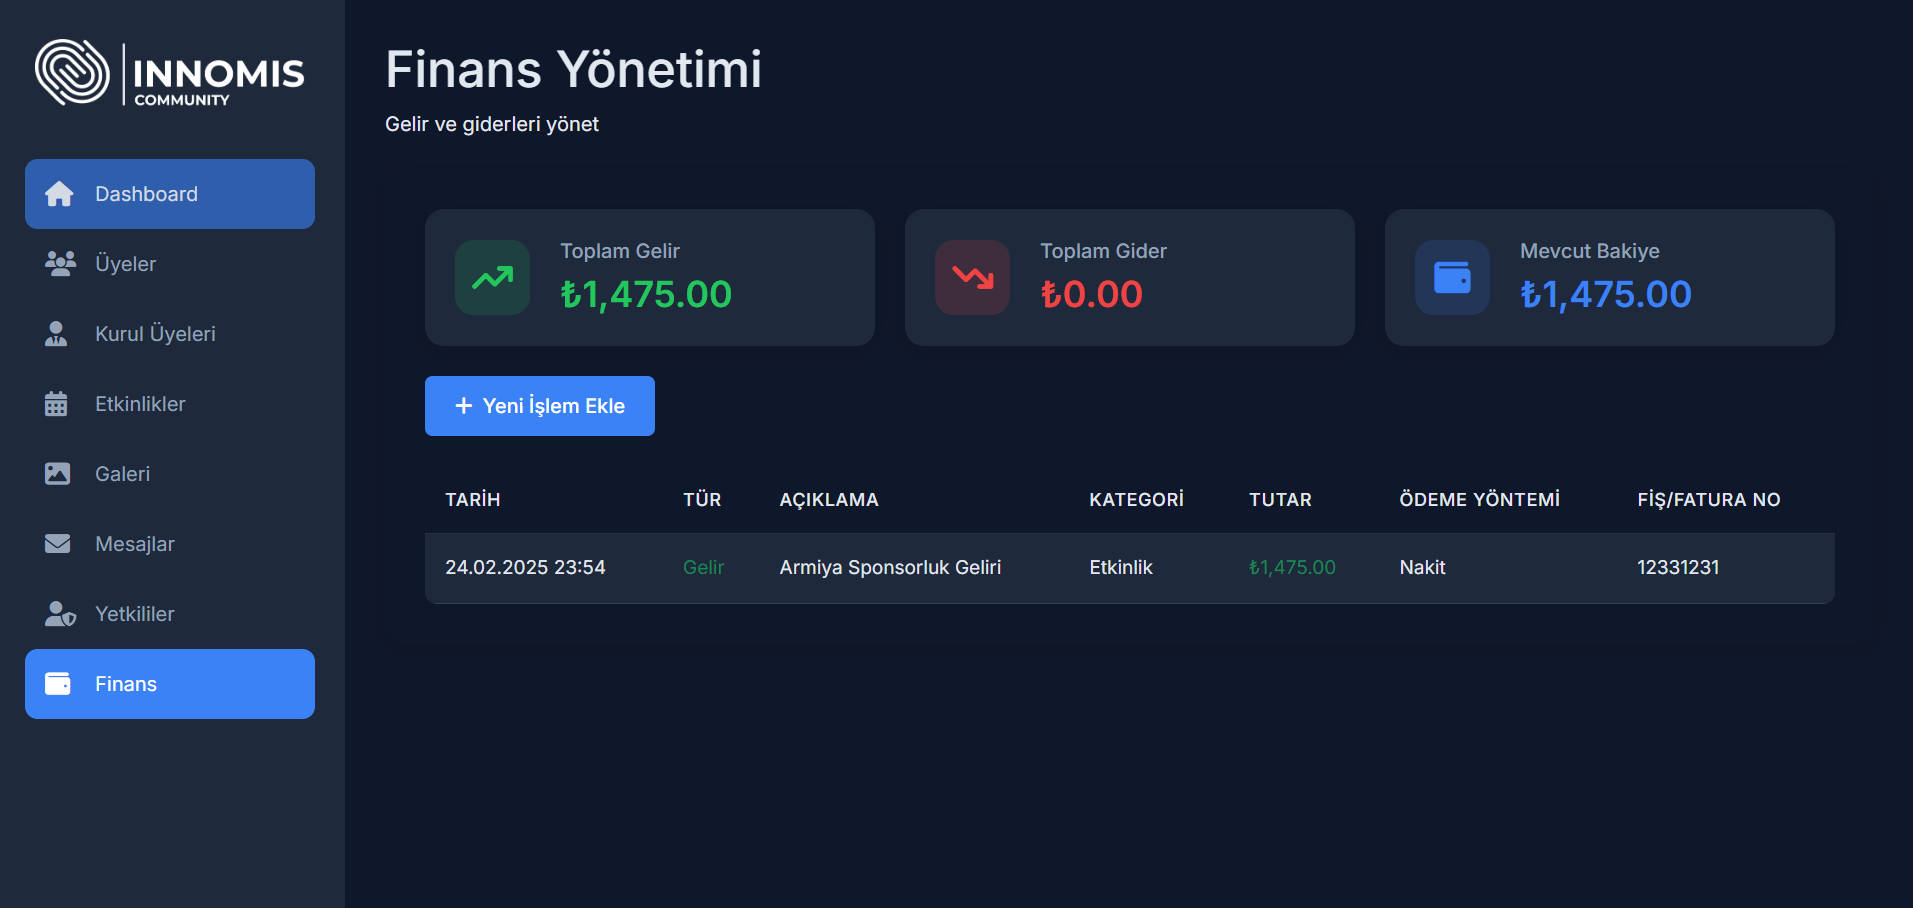 INNOMIS
COMMUNITY
Dashboard
Üyeler
Kurul Üyeleri
Etkinlikler
Galeri
Mesajlar
Yetkililer
Finans
Finans Yönetimi
Gelir ve giderleri yönet
Toplam Gelir
₺1,475.00
Toplam Gider
₺0.00
Mevcut Bakiye
₺1,475.00
+ Yeni İşlem Ekle
TARİH TÜR AÇIKLAMA KATEGORİ TUTAR ÖDEME YÖNTEMİ FİŞ/FATURA NO
24.02.2025 23:54 Gelir Armiya Sponsorluk Geliri Etkinlik ₺1,475.00 Nakit 12331231